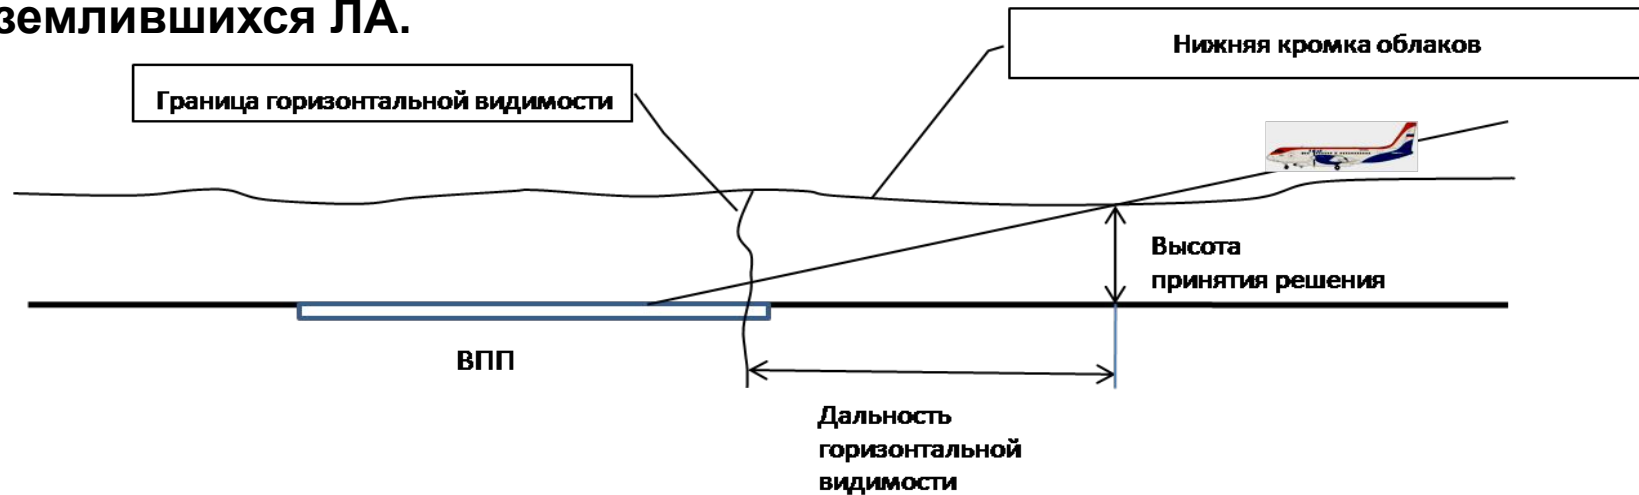 землившихся ЛА.
Нижняя кромка облаков
Граница горизонтальной видимости
Высота
принятия решения
ВПП
Дальность
горизонтальной
видимости